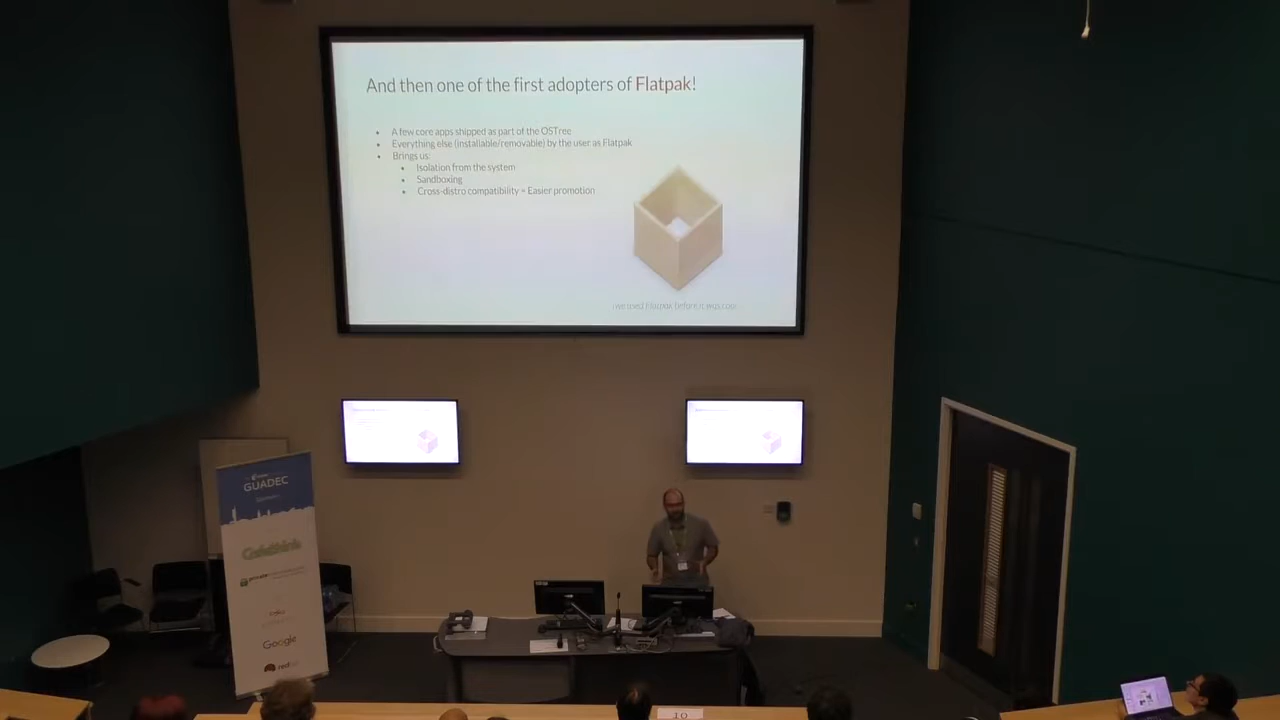 And then one of the first adopters of Flatpak!
A few core apps shipped as part of the OSTree
Everything else (installable/removable) by the user as Flatpak
Brings us:
Isolation from the system
Sandboxing
Cross-distro compatibility = Easier promotion
GUADEC
Codethink
Google
10